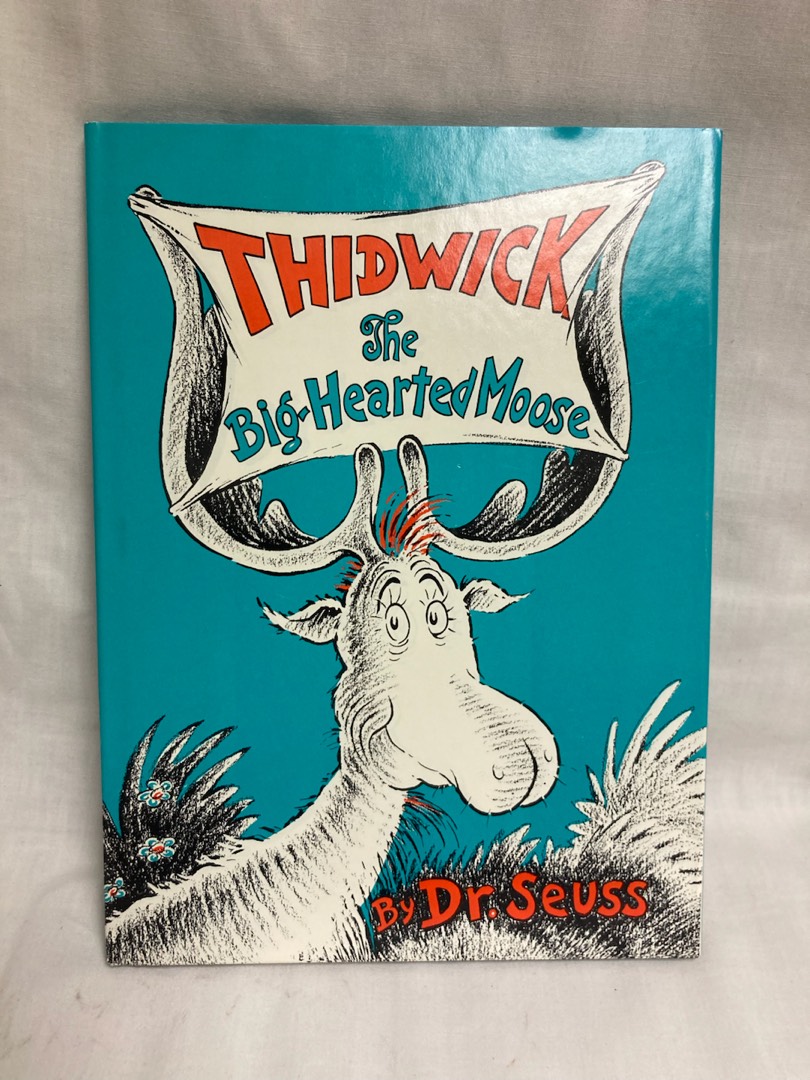 THIDWICK
The
Big-Hearted Moose
By Dr. Seuss